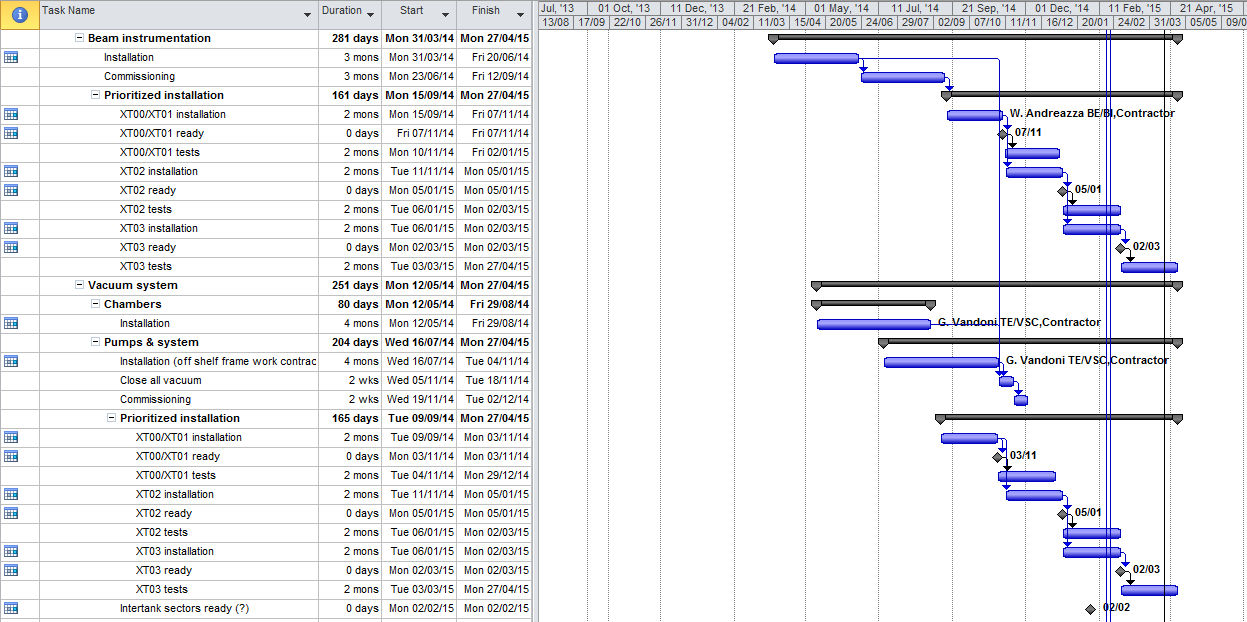 Task Name Duration Start Finish Jul, '13 01 Oct, '13 11 Dec, '13 21 Feb, '14 01 May, '14 11 Jul, '14 21 Sep, '14 01 Dec, '14 11 Feb, '15 21 Apr, '15
13/08 17/09 22/10 26/11 31/12 04/02 11/03 15/04 20/05 24/06 29/07 02/09 07/10 11/11 16/12 20/01 24/02 31/03 05/05 09/0
Beam instrumentation 281 days Mon 31/03/14 Mon 27/04/15
Installation 3 mons Mon 31/03/14 Fri 20/06/14
Commissioning 3 mons Mon 23/06/14 Fri 12/09/14
Prioritized installation 161 days Mon 15/09/14 Mon 27/04/15
XT00/XT01 installation 2 mons Mon 15/09/14 Fri 07/11/14 W. Andreazza BE/BI,Contractor
XT00/XT01 ready 0 days Fri 07/11/14 Fri 07/11/14 07/11
XT00/XT01 tests 2 mons Mon 10/11/14 Fri 02/01/15
XT02 installation 2 mons Tue 11/11/14 Mon 05/01/15
XT02 ready 0 days Mon 05/01/15 Mon 05/01/15 05/01
XT02 tests 2 mons Tue 06/01/15 Mon 02/03/15
XT03 installation 2 mons Tue 06/01/15 Mon 02/03/15
XT03 ready 0 days Mon 02/03/15 Mon 02/03/15 02/03
XT03 tests 2 mons Tue 03/03/15 Mon 27/04/15
Vacuum system 251 days Mon 12/05/14 Mon 27/04/15
Chambers 80 days Mon 12/05/14 Fri 29/08/14
Installation 4 mons Mon 12/05/14 Fri 29/08/14 G. Vandoni TE/VSC,Contractor
Pumps & system 204 days Wed 16/07/14 Mon 27/04/15
Installation (off shelf frame work contrac 4 mons Wed 16/07/14 Tue 04/11/14 G. Vandoni TE/VSC,Contractor
Close all vacuum 2 wks Wed 05/11/14 Tue 18/11/14
Commissioning 2 wks Wed 19/11/14 Tue 02/12/14
Prioritized installation 165 days Tue 09/09/14 Mon 27/04/15
XT00/XT01 installation 2 mons Tue 09/09/14 Mon 03/11/14
XT00/XT01 ready 0 days Mon 03/11/14 Mon 03/11/14 03/11
XT00/XT01 tests 2 mons Tue 04/11/14 Mon 29/12/14
XT02 installation 2 mons Tue 11/11/14 Mon 05/01/15
XT02 ready 0 days Mon 05/01/15 Mon 05/01/15 05/01
XT02 tests 2 mons Tue 06/01/15 Mon 02/03/15
XT03 installation 2 mons Tue 06/01/15 Mon 02/03/15
XT03 ready 0 days Mon 02/03/15 Mon 02/03/15 02/03
XT03 tests 2 mons Tue 03/03/15 Mon 27/04/15
Intertank sectors ready (?) 0 days Mon 02/02/15 Mon 02/02/15 02/02